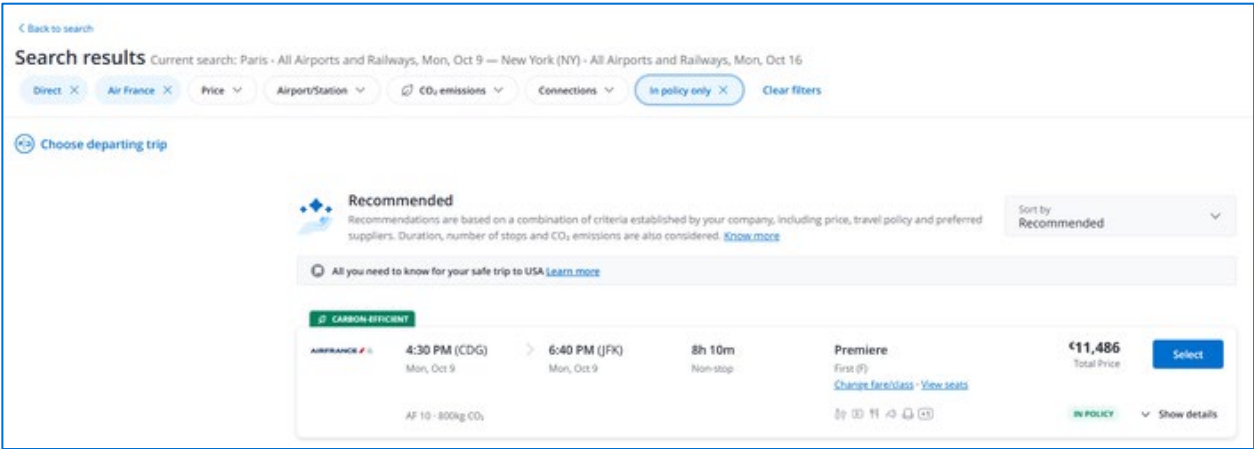 Back to search
Search results Current search: Paris - All Airports and Railways, Mon, Oct 9 — New York (NY) - All Airports and Railways, Mon, Oct 16
Direct Air France Price Airport/Station CO₂ emissions Connections In policy only Clear filters
Choose departing trip
Recommended
Recommendations are based on a combination of criteria established by your company, including price, travel policy and preferred
suppliers. Duration, number of stops and CO₂ emissions are also considered. Know more
Sort by
Recommended
All you need to know for your safe trip to USA Learn more
CARBON-EFFICIENT
AIRFRANCE 4:30 PM (CDG) 6:40 PM (JFK) 8h 10m Premiere €11,486 Select
Mon, Oct 9 Mon, Oct 9 Non-stop First (F) Total Price
Change fare/class · View seats
AF 10 · 800kg CO₂ +5 IN POLICY Show details